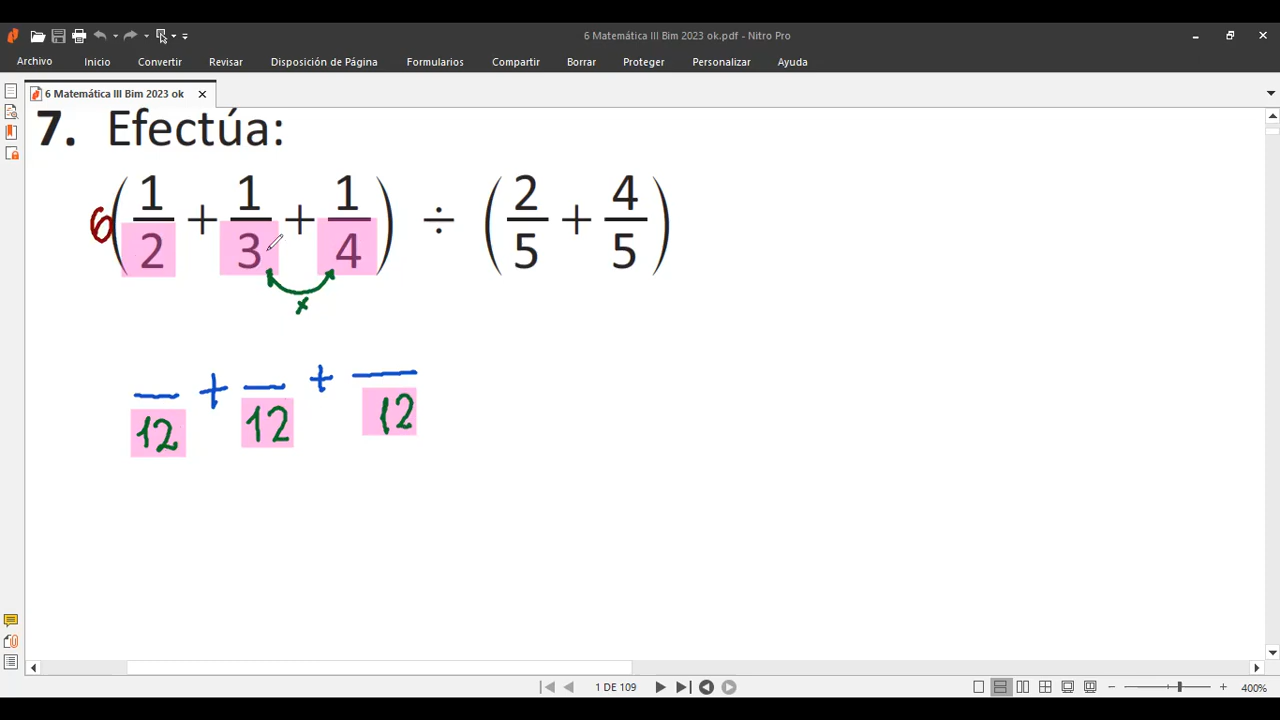 6 Matemática III Bim 2023 ok.pdf - Nitro Pro
Archivo Inicio Convertir Revisar Disposición de Página Formularios Compartir Borrar Proteger Personalizar Ayuda
6 Matemática III Bim 2023 ok
7. Efectúa:
6 (1/2 + 1/3 + 1/4) ÷ (2/5 + 4/5)
x
/12 + /12 + /12
1 DE 109
400%